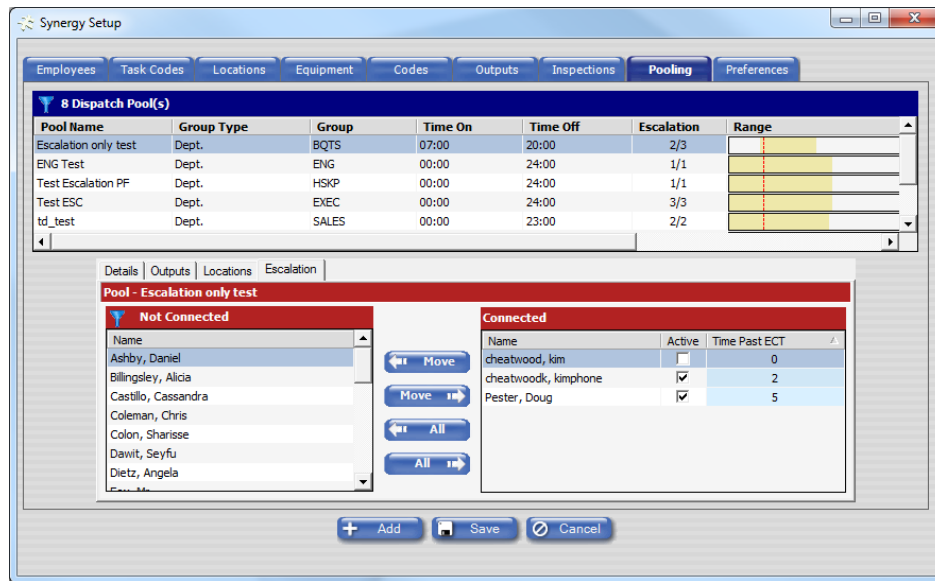 Synergy Setup
Employees Task Codes Locations Equipment Codes Outputs Inspections Pooling Preferences
8 Dispatch Pool(s)
Pool Name Group Type Group Time On Time Off Escalation Range
Escalation only test Dept. BQTS 07:00 20:00 2/3
ENG Test Dept. ENG 00:00 24:00 1/1
Test Escalation PF Dept. HSKP 00:00 24:00 1/1
Test ESC Dept. EXEC 00:00 24:00 3/3
td_test Dept. SALES 00:00 23:00 2/2
Details Outputs Locations Escalation
Pool - Escalation only test
Not Connected
Name
Ashby, Daniel
Billingsley, Alicia
Castillo, Cassandra
Coleman, Chris
Colon, Sharisse
Dawit, Seyfu
Dietz, Angela
Move
Move
All
All
Connected
Name Active Time Past ECT
cheatwood, kim 0
cheatwoodk, kimphone 2
Pester, Doug 5
Add Save Cancel